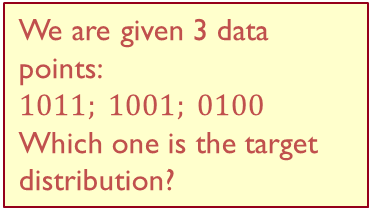 We are given 3 data
points:
1011; 1001; 0100
Which one is the target
distribution?